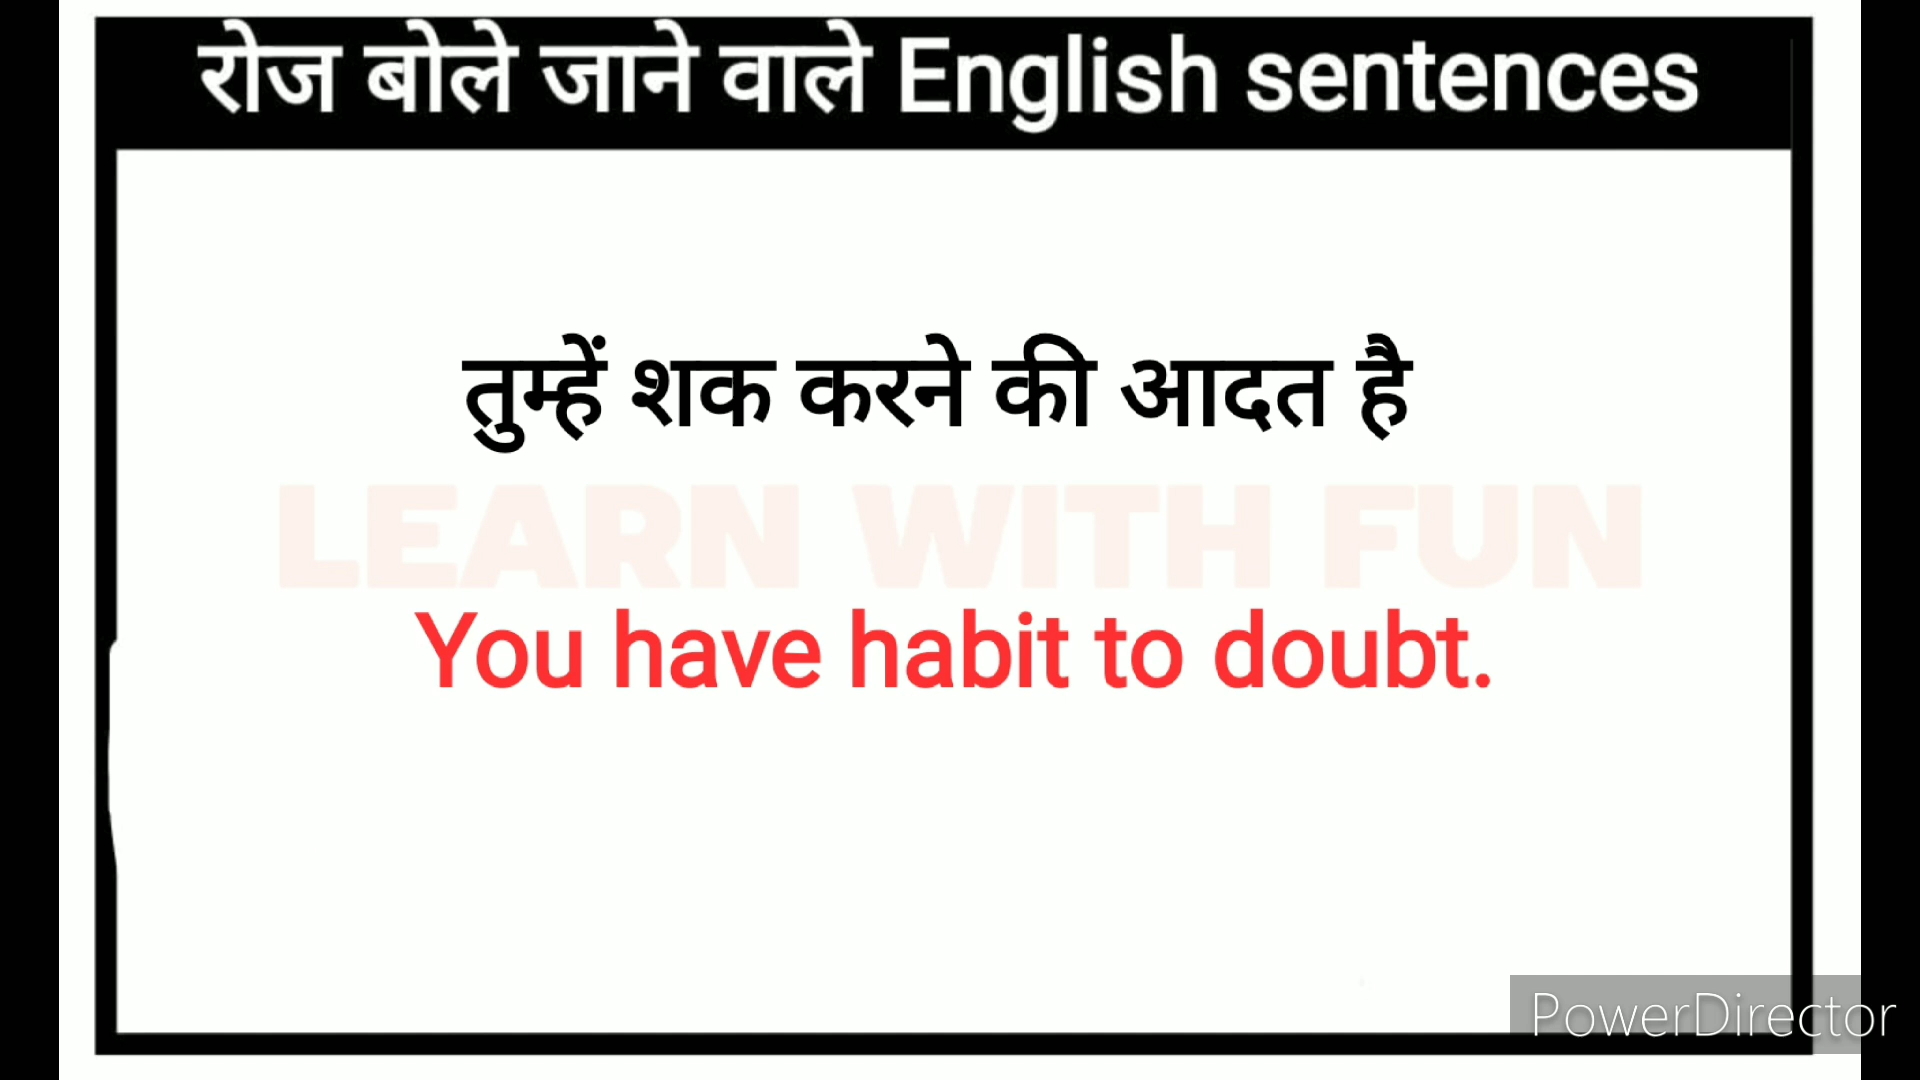 रोज बोले जाने वाले English sentences
तुम्हें शक करने की आदत है
LEARN WITH FUN
You have habit to doubt.
PowerDirector